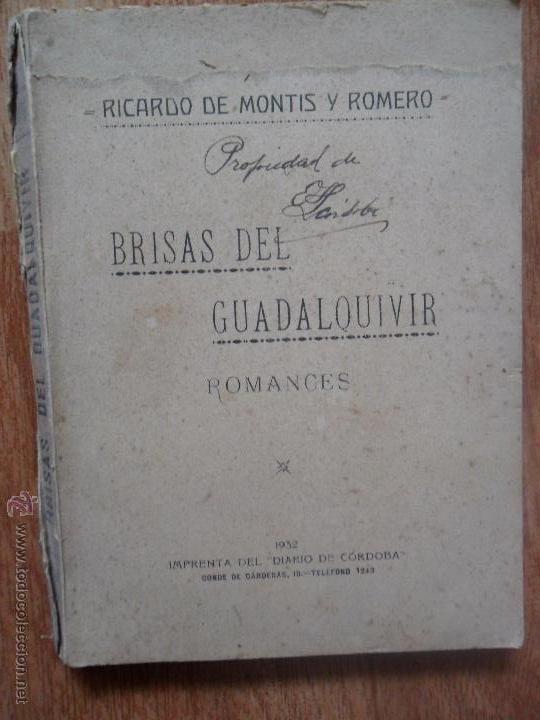 - RICARDO DE MONTIS Y ROMERO -
Propiedad de
BRISAS DEL
GUADALQUIVIR
ROMANCES
1932
IMPRENTA DEL "DIARIO DE CÓRDOBA"
CONDE DE CÁRDENAS, 18.—TELÉFONO 1243
BRISAS DEL GUADALQUIVIR
www.todocoleccion.net